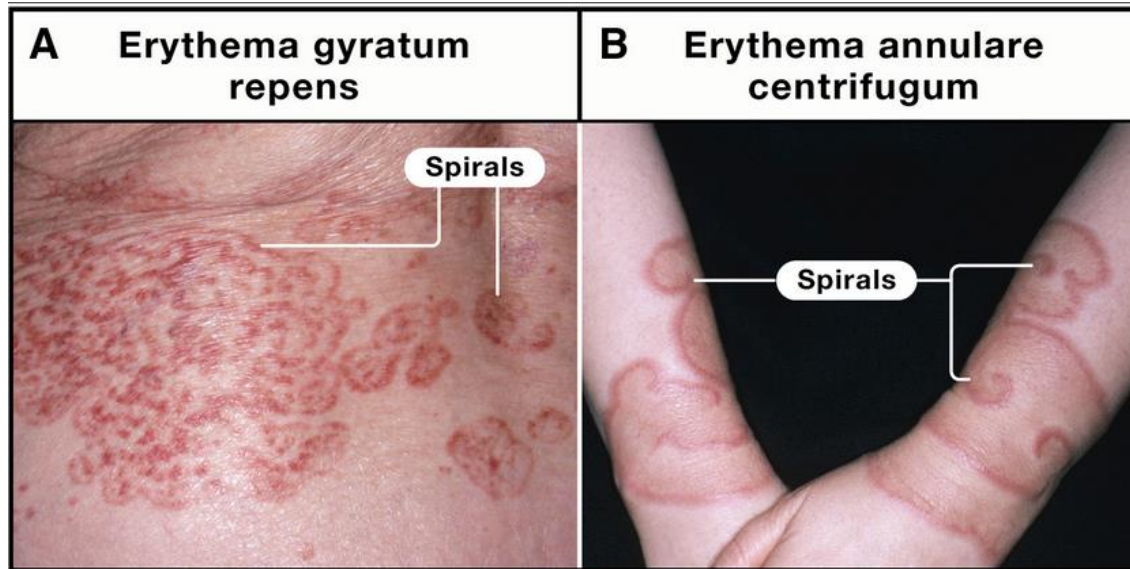 A Erythema gyratum
repens
B Erythema annulare
centrifugum
Spirals
Spirals